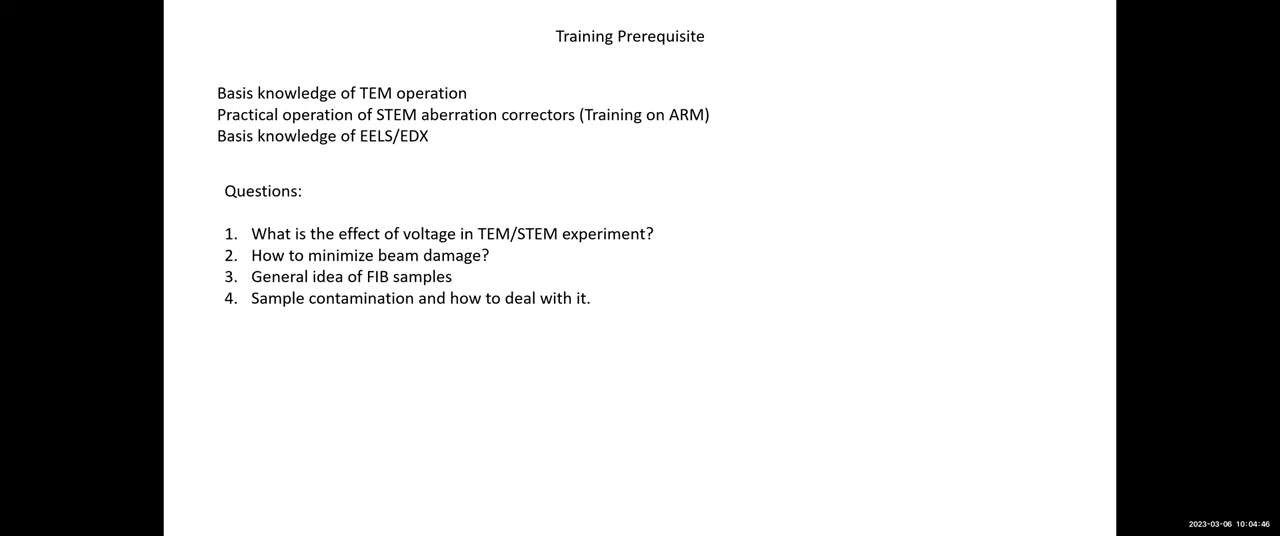 Training Prerequisite
Basis knowledge of TEM operation
Practical operation of STEM aberration correctors (Training on ARM)
Basis knowledge of EELS/EDX
Questions:
1. What is the effect of voltage in TEM/STEM experiment?
2. How to minimize beam damage?
3. General idea of FIB samples
4. Sample contamination and how to deal with it.
2023-03-06 10:04:46